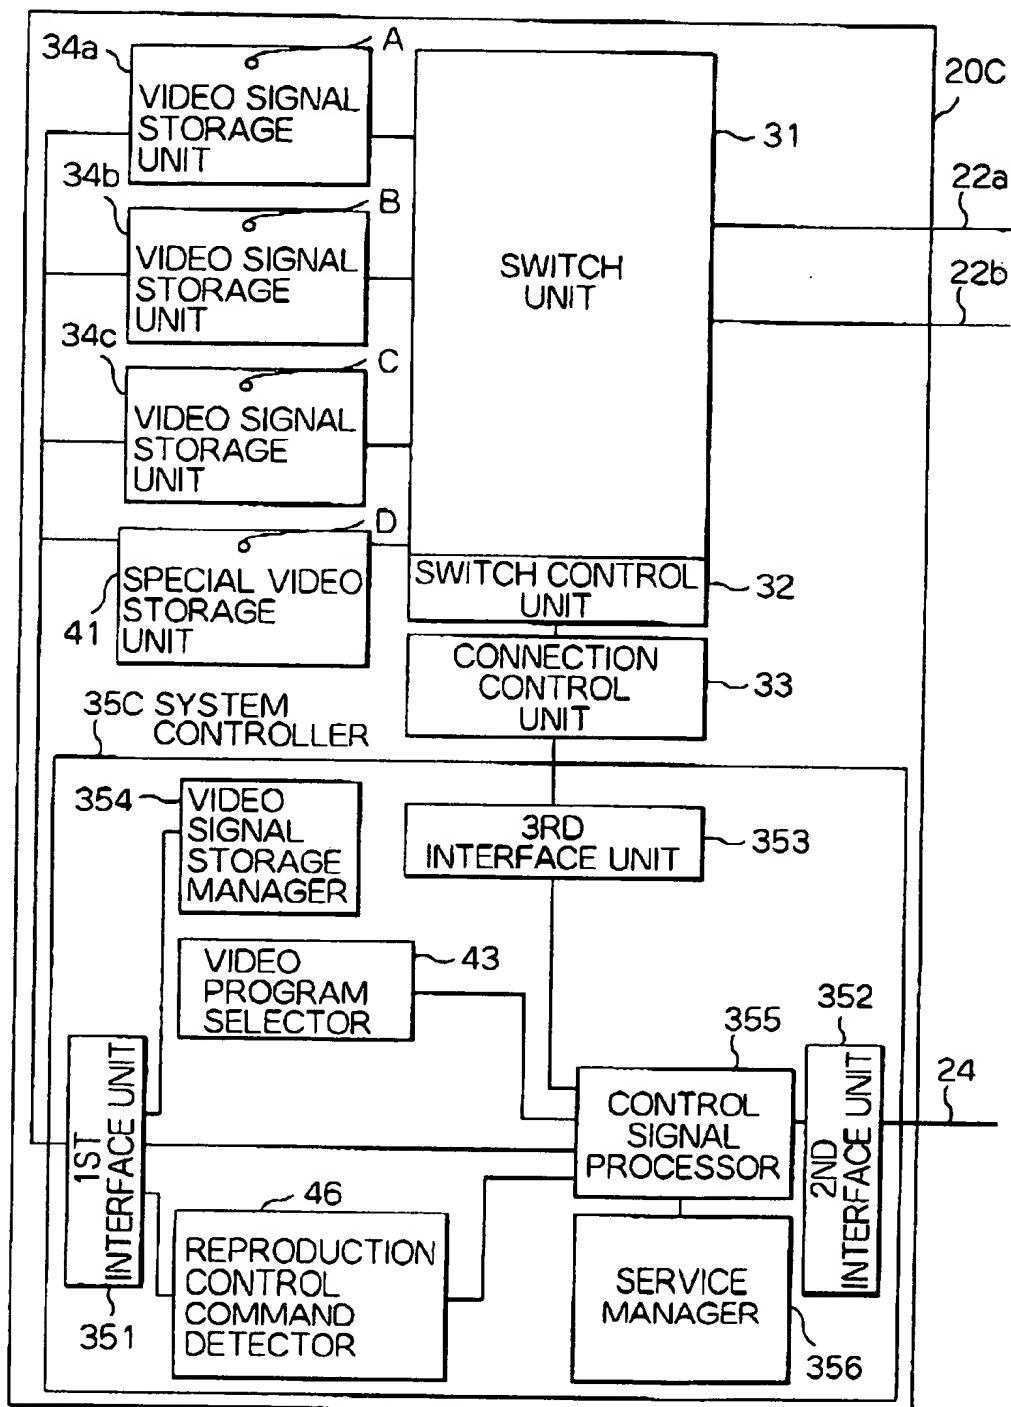 34a
A
VIDEO SIGNAL
STORAGE
UNIT
20C
31
22a
34b
B
VIDEO SIGNAL
STORAGE
UNIT
SWITCH
UNIT
22b
34c
C
VIDEO SIGNAL
STORAGE
UNIT
D
SPECIAL VIDEO
STORAGE
UNIT
41
SWITCH CONTROL
UNIT
32
CONNECTION
CONTROL
UNIT
33
35C SYSTEM
CONTROLLER
354
VIDEO
SIGNAL
STORAGE
MANAGER
3RD
INTERFACE UNIT
353
VIDEO
PROGRAM
SELECTOR
43
355
352
24
1ST
INTERFACE UNIT
351
CONTROL
SIGNAL
PROCESSOR
2ND
INTERFACE UNIT
46
REPRODUCTION
CONTROL
COMMAND
DETECTOR
SERVICE
MANAGER
356